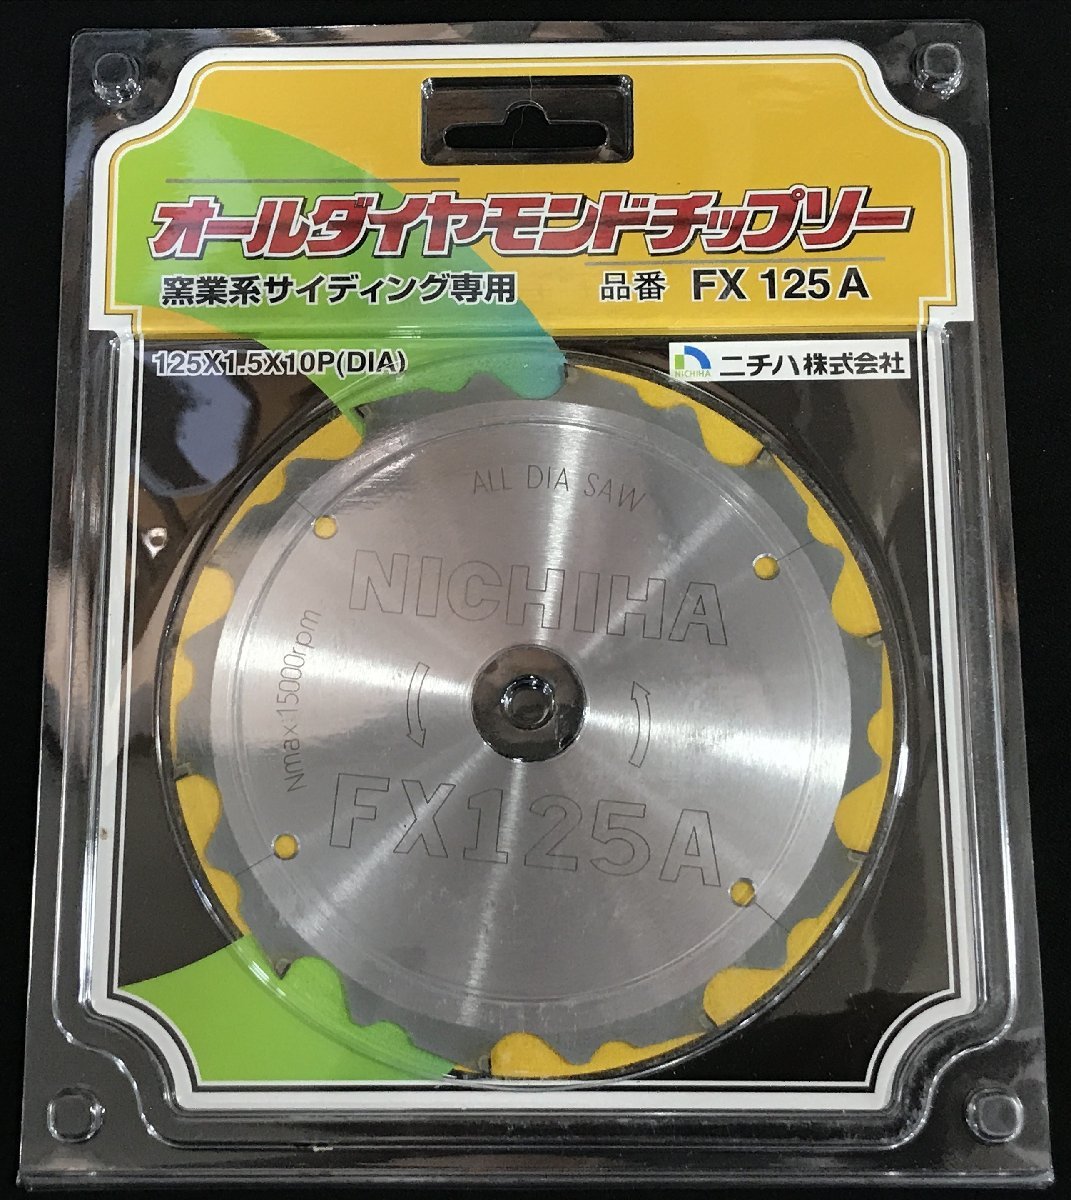 オールダイヤモンドチップソー
窯業系サイディング専用
品番 FX 125 A
125X1.5X10P(DIA)
NICHIHA
ニチハ株式会社
ALL DIA SAW
NICHIHA
Nmax:15000rpm
FX125A